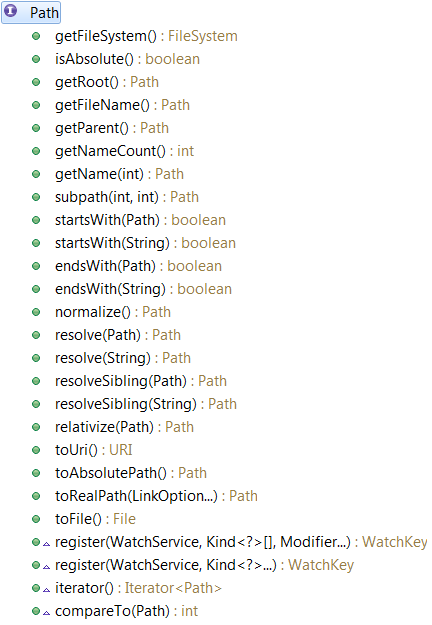 I Path
getFileSystem() : FileSystem
isAbsolute() : boolean
getRoot() : Path
getFileName() : Path
getParent() : Path
getNameCount() : int
getName(int) : Path
subpath(int, int) : Path
startsWith(Path) : boolean
startsWith(String) : boolean
endsWith(Path) : boolean
endsWith(String) : boolean
normalize() : Path
resolve(Path) : Path
resolve(String) : Path
resolveSibling(Path) : Path
resolveSibling(String) : Path
relativize(Path) : Path
toUri() : URI
toAbsolutePath() : Path
toRealPath(LinkOption...) : Path
toFile() : File
register(WatchService, Kind<?>[], Modifier...) : WatchKey
register(WatchService, Kind<?>...) : WatchKey
iterator() : Iterator<Path>
compareTo(Path) : int